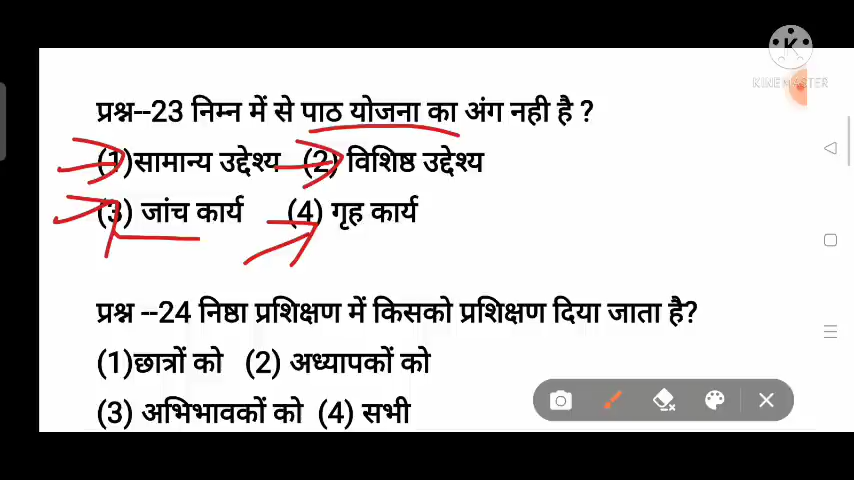 KINEMASTER
प्रश्न--23 निम्न में से पाठ योजना का अंग नही है ?
(1)सामान्य उद्देश्य (2) विशिष्ठ उद्देश्य
(3) जांच कार्य (4) गृह कार्य
प्रश्न --24 निष्ठा प्रशिक्षण में किसको प्रशिक्षण दिया जाता है?
(1)छात्रों को (2) अध्यापकों को
(3) अभिभावकों को (4) सभी